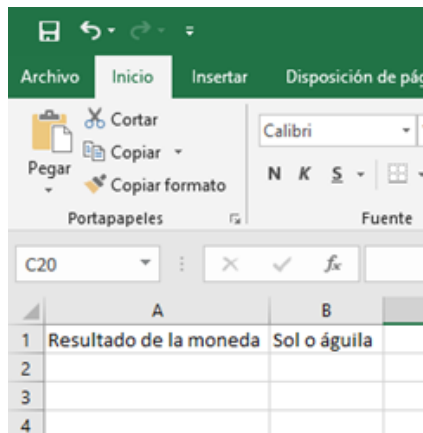 Archivo Inicio Insertar Disposición de pág
Cortar
Copiar
Pegar
Copiar formato
Portapapeles
Calibri
N K S
Fuente
C20 fx
A B
1 Resultado de la moneda Sol o águila
2
3
4